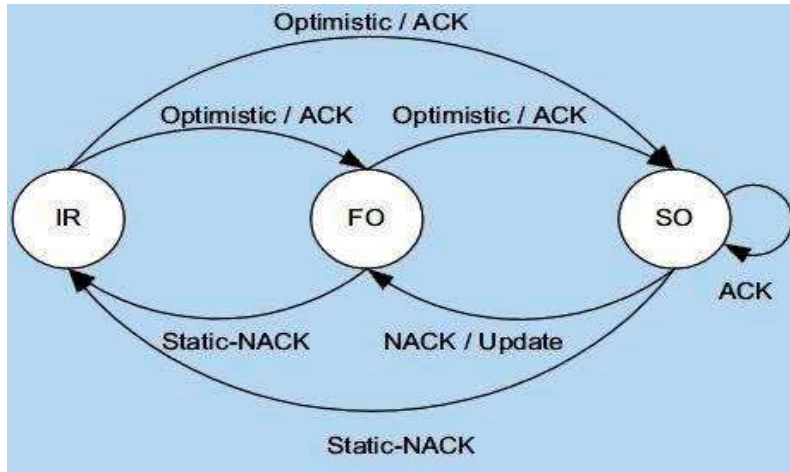 Optimistic / ACK
Optimistic / ACK
Optimistic / ACK
IR
FO
SO
ACK
Static-NACK
NACK / Update
Static-NACK